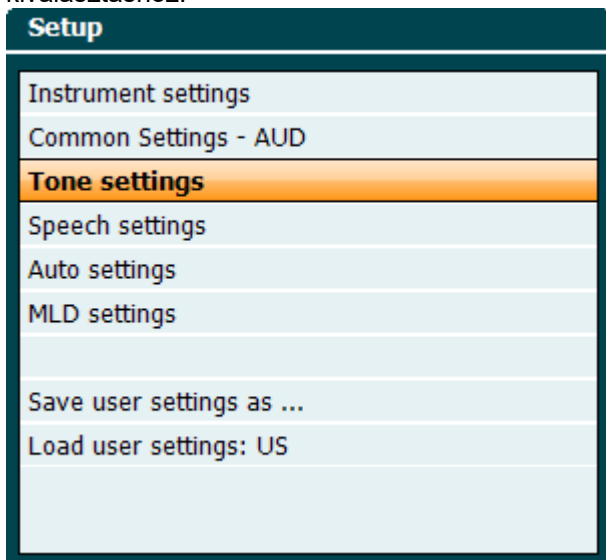 kiválasztáshoz.
Setup
Instrument settings
Common Settings - AUD
Tone settings
Speech settings
Auto settings
MLD settings
Save user settings as ...
Load user settings: US